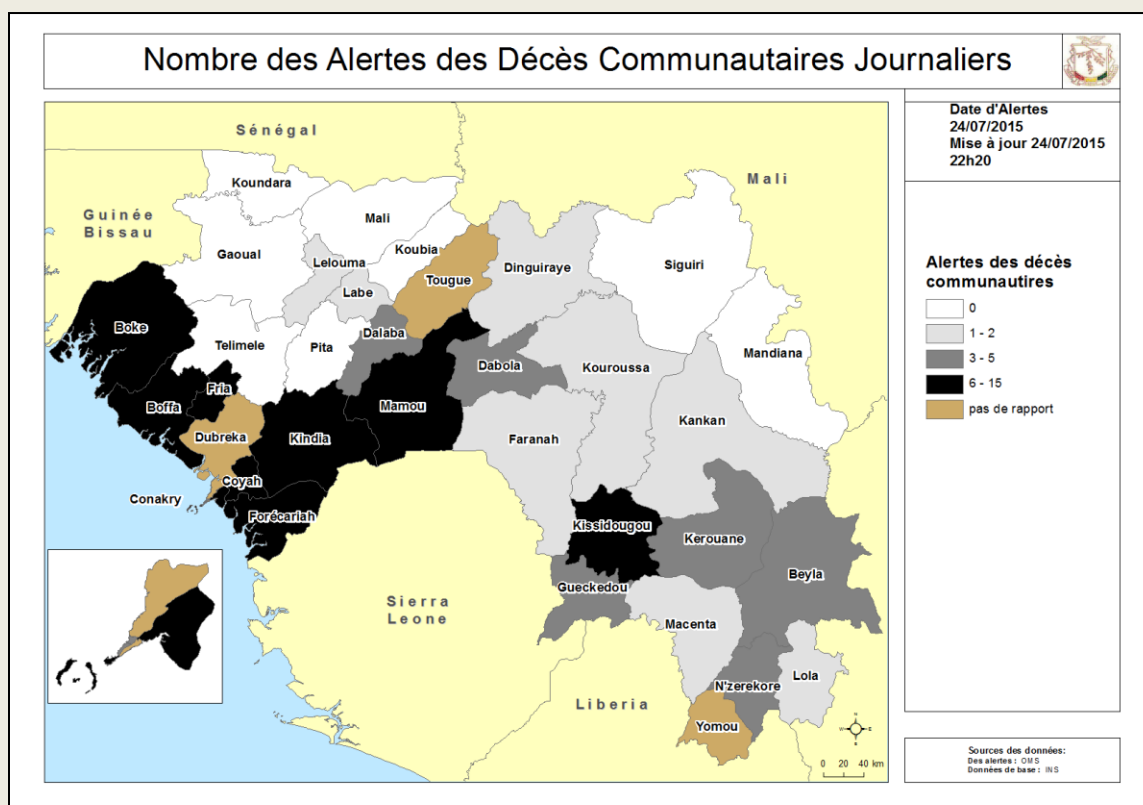 Nombre des Alertes des Décès Communautaires Journaliers
Date d'Alertes
24/07/2015
Mise à jour 24/07/2015
22h20
Alertes des décès
communautires
0
1 - 2
3 - 5
6 - 15
pas de rapport
Sénégal
Mali
Guinée
Bissau
Koundara
Mali
Gaoual
Koubia
Lelouma
Tougue
Dinguiraye
Siguiri
Labe
Boke
Telimele
Pita
Dalaba
Dabola
Kouroussa
Mandiana
Fria
Boffa
Mamou
Kankan
Dubreka
Kindia
Faranah
Coyah
Conakry
Forécariah
Kissidougou
Kerouane
Beyla
Gueckedou
Sierra
Leone
Macenta
Lola
N'zerekore
Liberia
Yomou
N
W
E
S
0 20 40 km
Sources des données:
Des alertes : OMS
Données de base : INS